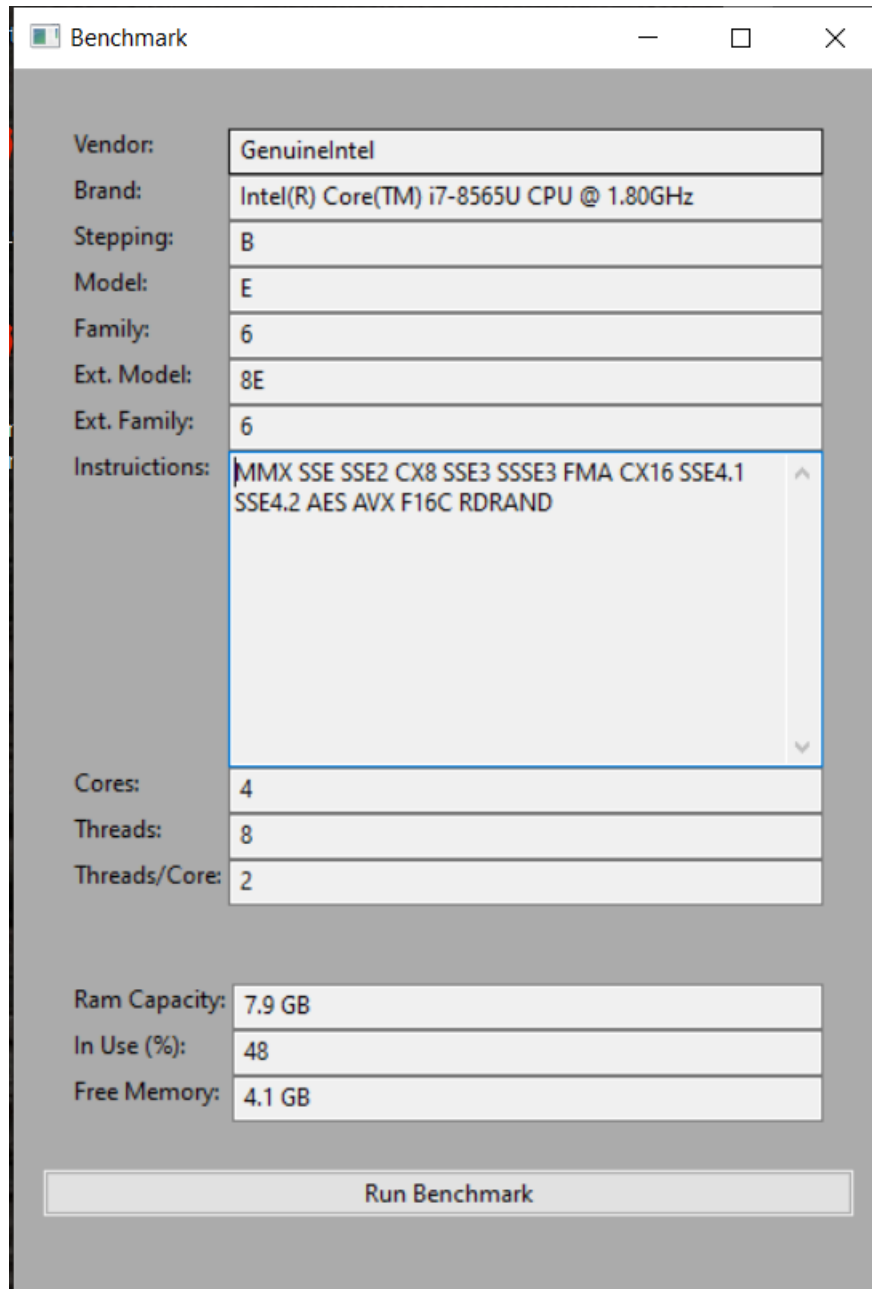 Benchmark
Vendor: GenuineIntel
Brand: Intel(R) Core(TM) i7-8565U CPU @ 1.80GHz
Stepping: B
Model: E
Family: 6
Ext. Model: 8E
Ext. Family: 6
Instruictions: MMX SSE SSE2 CX8 SSE3 SSSE3 FMA CX16 SSE4.1
SSE4.2 AES AVX F16C RDRAND
Cores: 4
Threads: 8
Threads/Core: 2
Ram Capacity: 7.9 GB
In Use (%): 48
Free Memory: 4.1 GB
Run Benchmark